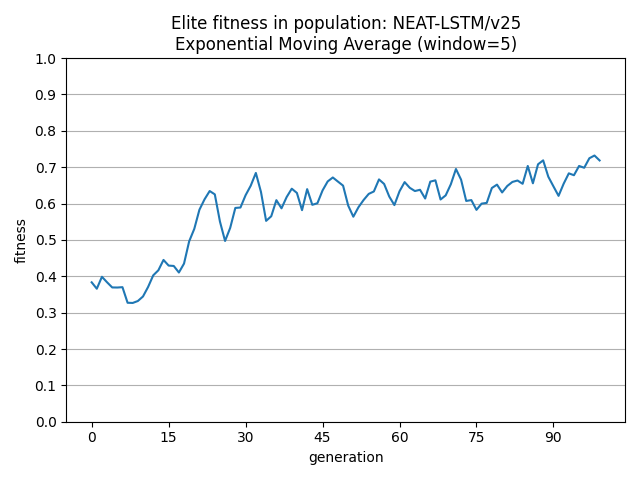 Elite fitness in population: NEAT-LSTM/v25
Exponential Moving Average (window=5)
1.0
0.9
0.8
0.7
0.6
0.5
0.4
0.3
0.2
0.1
0.0
fitness
0 15 30 45 60 75 90
generation